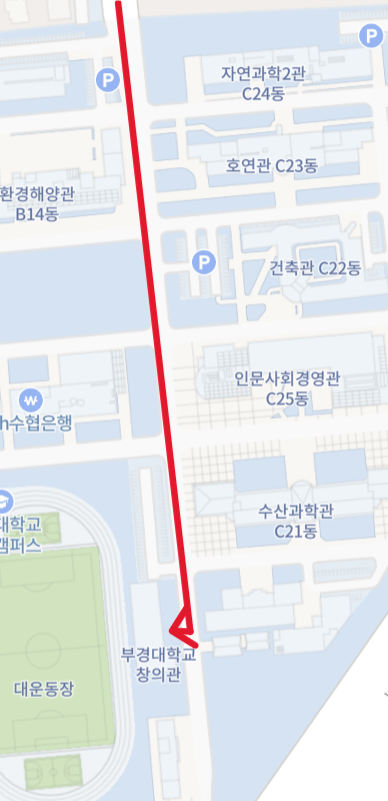 P
자연과학2관
C24동
P
호연관 C23동
환경해양관
B14동
P
건축관 C22동
인문사회경영관
C25동
₩
h수협은행
수산과학관
C21동
대학교
캠퍼스
부경대학교
창의관
대운동장